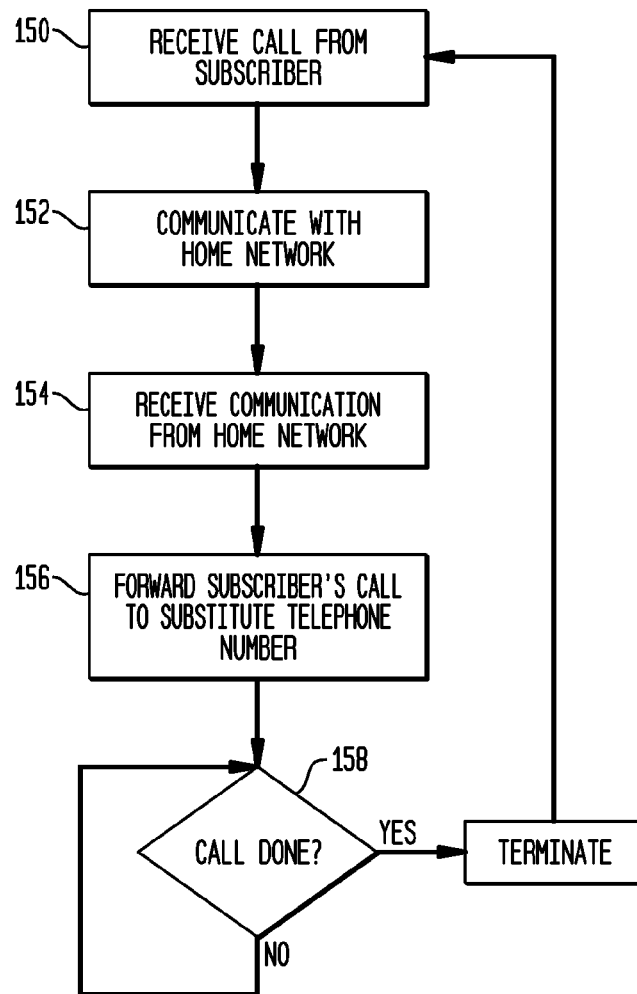 150
RECEIVE CALL FROM
SUBSCRIBER
152
COMMUNICATE WITH
HOME NETWORK
154
RECEIVE COMMUNICATION
FROM HOME NETWORK
156
FORWARD SUBSCRIBER'S CALL
TO SUBSTITUTE TELEPHONE
NUMBER
158
CALL DONE?
YES
TERMINATE
NO